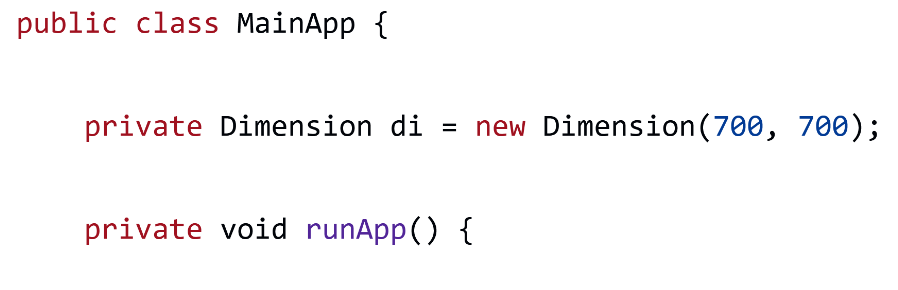 public class MainApp {
    private Dimension di = new Dimension(700, 700);
    private void runApp() {